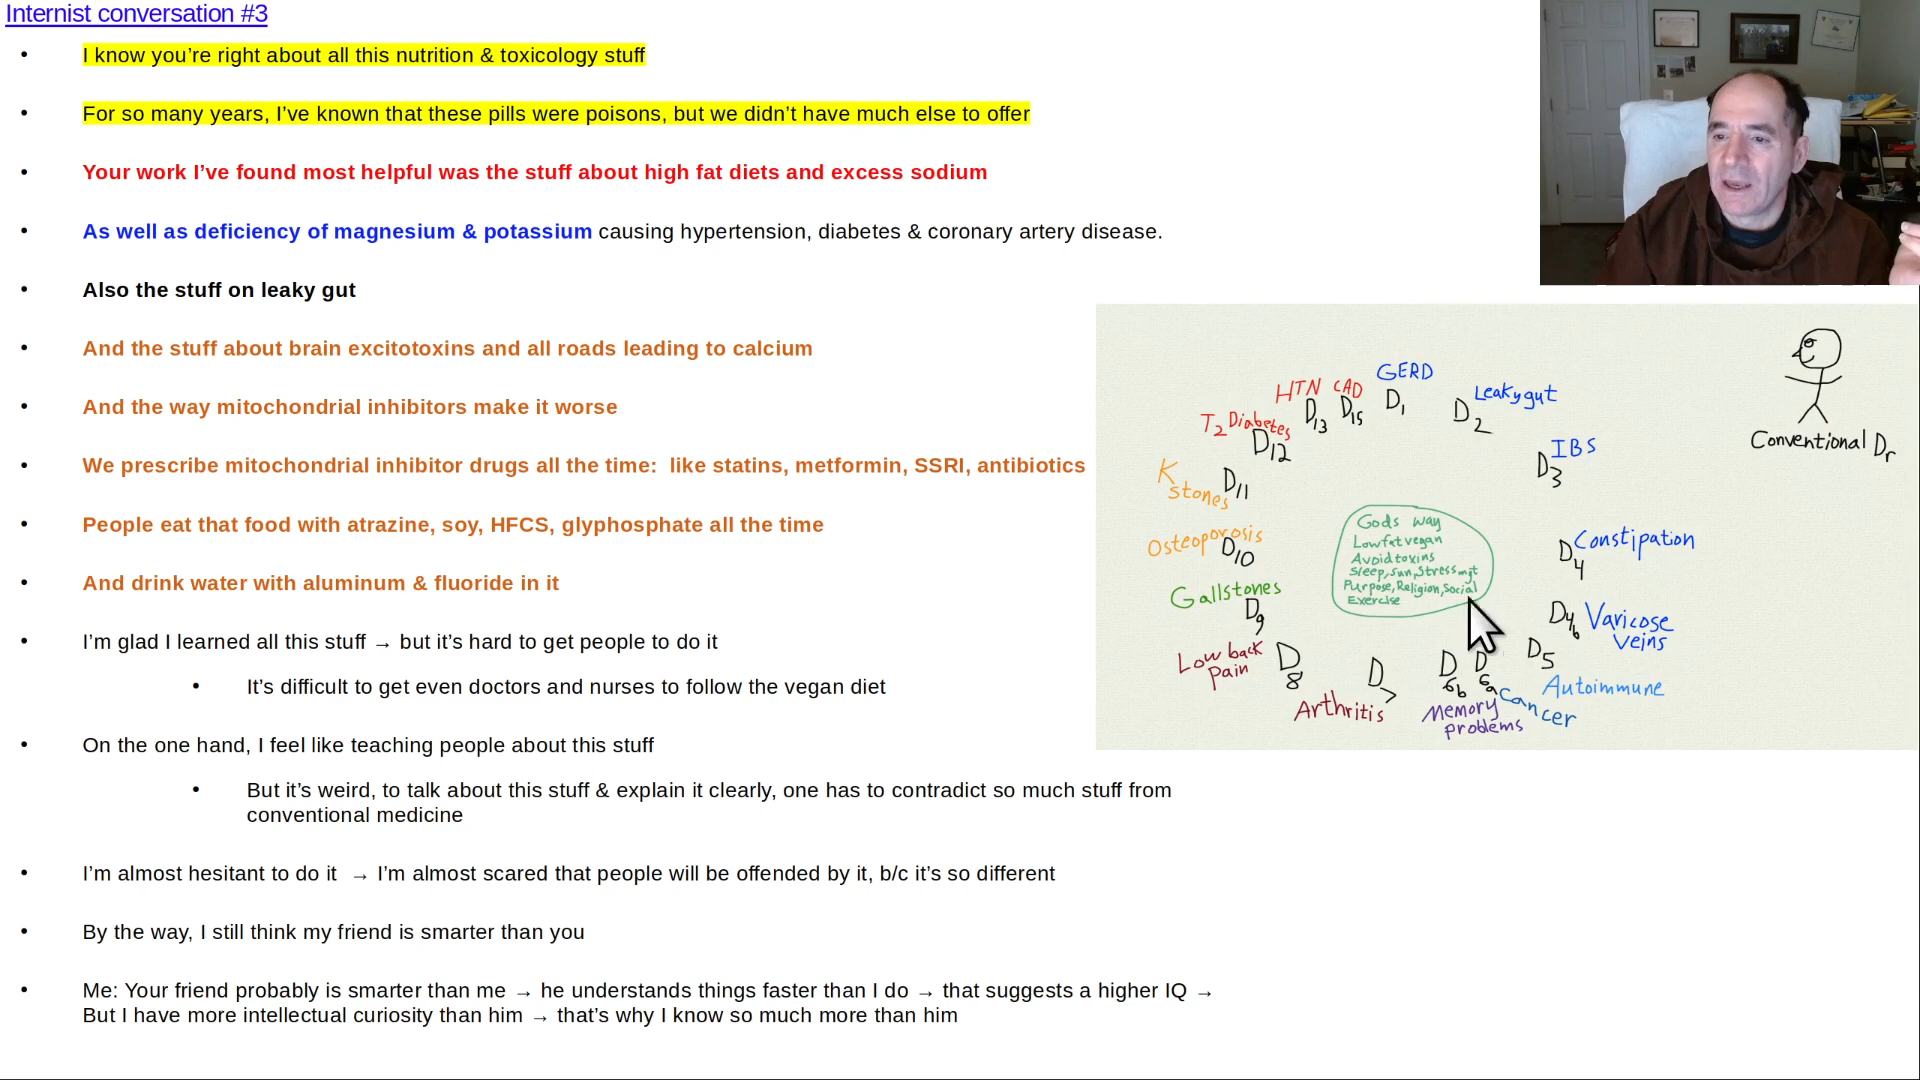 Internist conversation #3
• I know you’re right about all this nutrition & toxicology stuff
• For so many years, I’ve known that these pills were poisons, but we didn’t have much else to offer
• Your work I’ve found most helpful was the stuff about high fat diets and excess sodium
• As well as deficiency of magnesium & potassium causing hypertension, diabetes & coronary artery disease.
• Also the stuff on leaky gut
• And the stuff about brain excitotoxins and all roads leading to calcium
• And the way mitochondrial inhibitors make it worse
• We prescribe mitochondrial inhibitor drugs all the time:  like statins, metformin, SSRI, antibiotics
• People eat that food with atrazine, soy, HFCS, glyphosphate all the time
• And drink water with aluminum & fluoride in it
• I’m glad I learned all this stuff → but it’s hard to get people to do it
• It’s difficult to get even doctors and nurses to follow the vegan diet
• On the one hand, I feel like teaching people about this stuff
• But it’s weird, to talk about this stuff & explain it clearly, one has to contradict so much stuff from
conventional medicine
• I’m almost hesitant to do it → I’m almost scared that people will be offended by it, b/c it’s so different
• By the way, I still think my friend is smarter than you
• Me: Your friend probably is smarter than me → he understands things faster than I do → that suggests a higher IQ →
But I have more intellectual curiosity than him → that’s why I know so much more than him
GERD
D1
Leaky gut
D2
IBS
D3
Constipation
D4
Varicose
veins
D4b
D5
Autoimmune
D6a
Cancer
D6b
Memory
problems
D7
Arthritis
D8
Low back
pain
Gallstones
D9
Osteoporosis
D10
K
stones
D11
T2 Diabetes
D12
HTN
D13
CAD
D15
Gods way
Lowfat vegan
Avoid toxins
Sleep, sun, stress mgt
Purpose, Religion, Social
Exercise
Conventional Dr